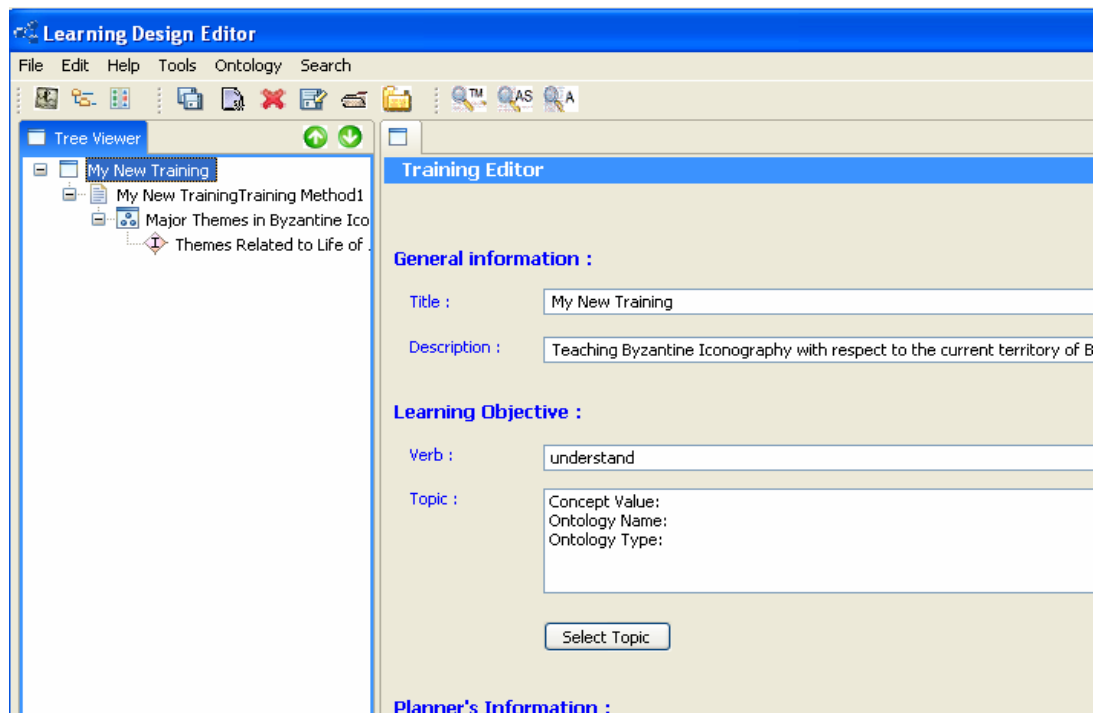 Learning Design Editor
File Edit Help Tools Ontology Search
TM AS A
Tree Viewer
My New Training
My New TrainingTraining Method1
Major Themes in Byzantine Ico
I Themes Related to Life of .
Training Editor
General information :
Title : My New Training
Description : Teaching Byzantine Iconography with respect to the current territory of B
Learning Objective :
Verb : understand
Topic : Concept Value:
Ontology Name:
Ontology Type:
Select Topic
Planner's Information :